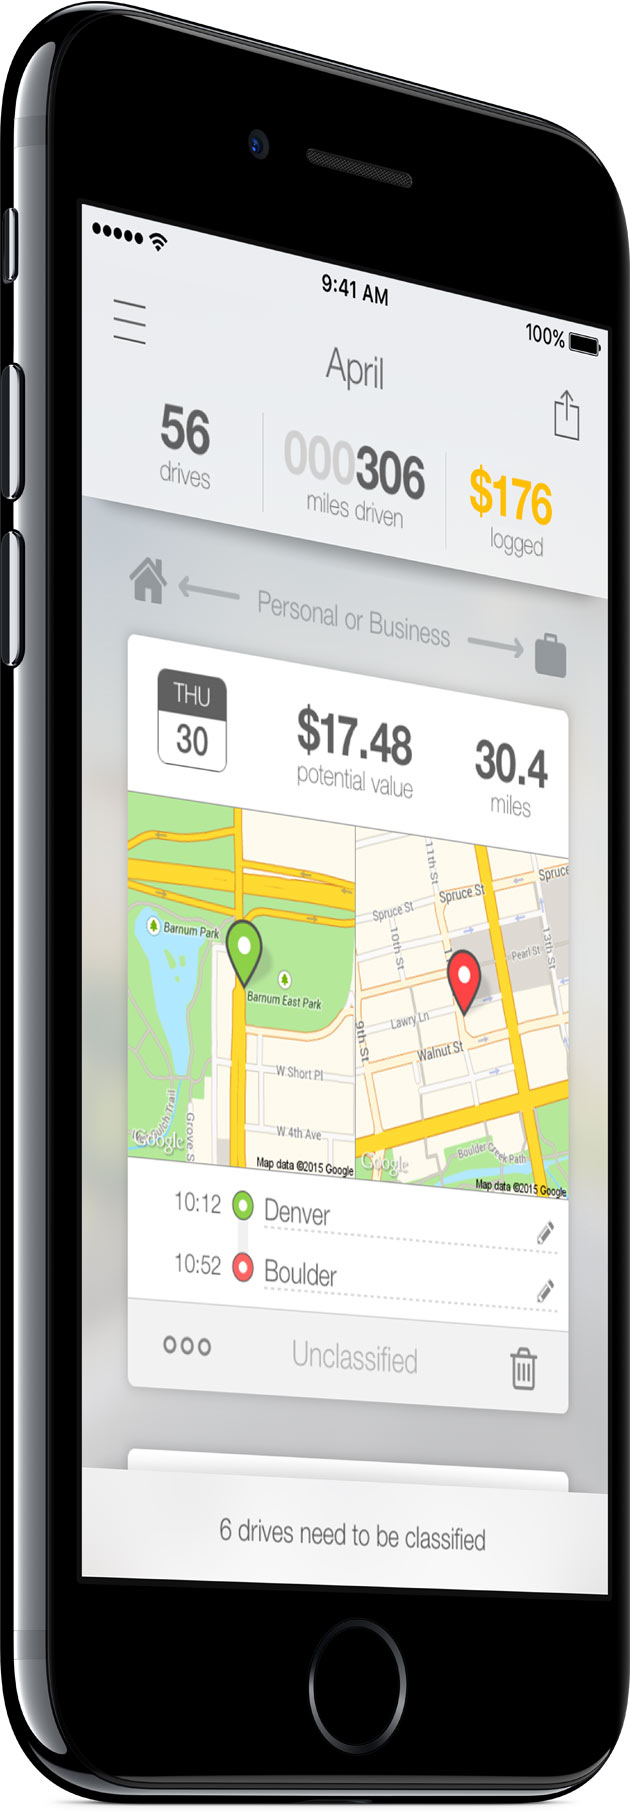 9:41 AM
100%
April
56
drives
000306
miles driven
$176
logged
Personal or Business
THU
30
$17.48
potential value
30.4
miles
Barnum Park
Barnum East Park
W Short Pl
W 4th Ave
Grove S
Google
Map data ©2015 Google
11th St
Spruce St
Spruce St
Spruce
10th St
13th St
Pearl St
Lawry Ln
9th St
Walnut St
Boulder Creek Path
Google
Map data ©2015 Google
10:12
Denver
10:52
Boulder
Unclassified
6 drives need to be classified